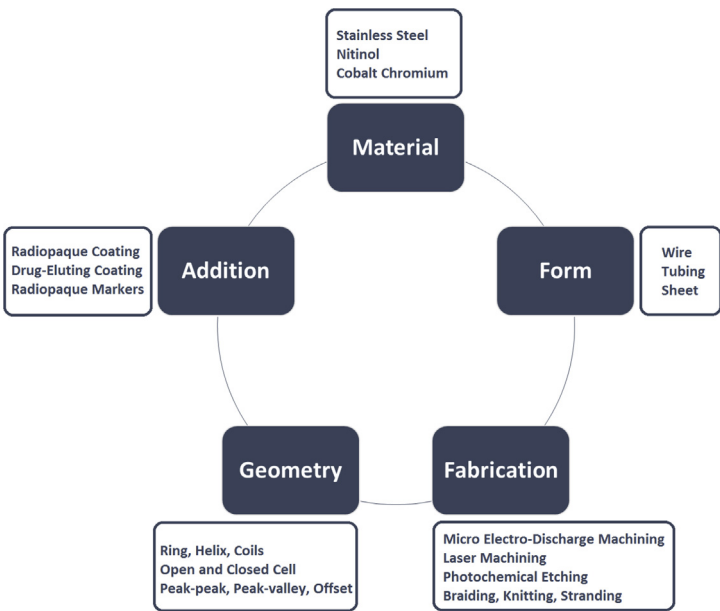 Stainless Steel
Nitinol
Cobalt Chromium
Material
Radiopaque Coating
Drug-Eluting Coating
Radiopaque Markers
Addition
Form
Wire
Tubing
Sheet
Geometry
Fabrication
Ring, Helix, Coils
Open and Closed Cell
Peak-peak, Peak-valley, Offset
Micro Electro-Discharge Machining
Laser Machining
Photochemical Etching
Braiding, Knitting, Stranding